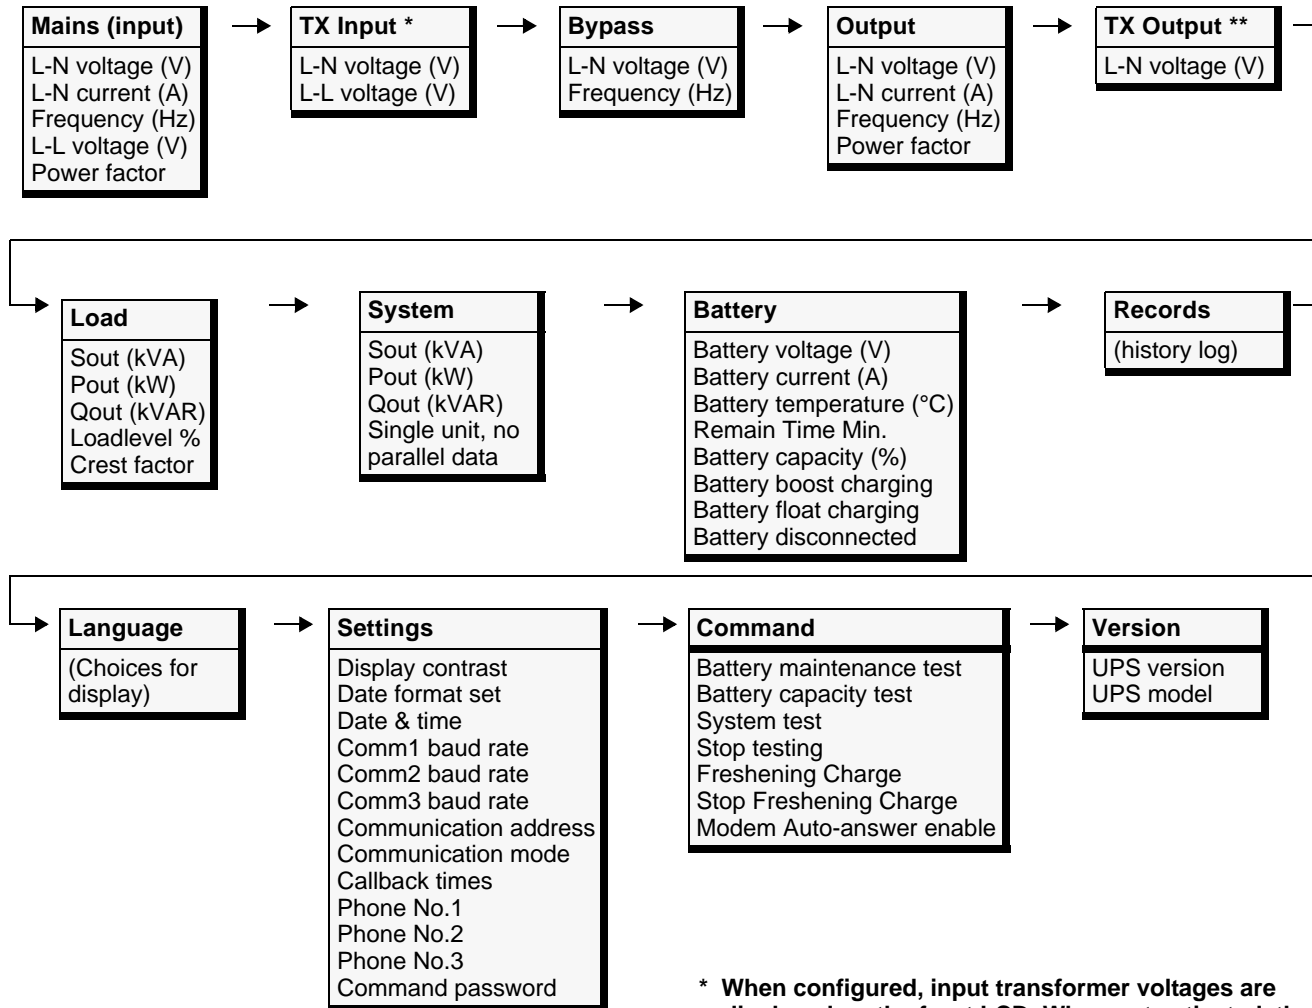 Mains (input)
L-N voltage (V)
L-N current (A)
Frequency (Hz)
L-L voltage (V)
Power factor
TX Input *
L-N voltage (V)
L-L voltage (V)
Bypass
L-N voltage (V)
Frequency (Hz)
Output
L-N voltage (V)
L-N current (A)
Frequency (Hz)
Power factor
TX Output **
L-N voltage (V)
Load
Sout (kVA)
Pout (kW)
Qout (kVAR)
Loadlevel %
Crest factor
System
Sout (kVA)
Pout (kW)
Qout (kVAR)
Single unit, no
parallel data
Battery
Battery voltage (V)
Battery current (A)
Battery temperature (°C)
Remain Time Min.
Battery capacity (%)
Battery boost charging
Battery float charging
Battery disconnected
Records
(history log)
Language
(Choices for
display)
Settings
Display contrast
Date format set
Date & time
Comm1 baud rate
Comm2 baud rate
Comm3 baud rate
Communication address
Communication mode
Callback times
Phone No.1
Phone No.2
Phone No.3
Command password
Command
Battery maintenance test
Battery capacity test
System test
Stop testing
Freshening Charge
Stop Freshening Charge
Modem Auto-answer enable
Version
UPS version
UPS model
* When configured, input transformer voltages are